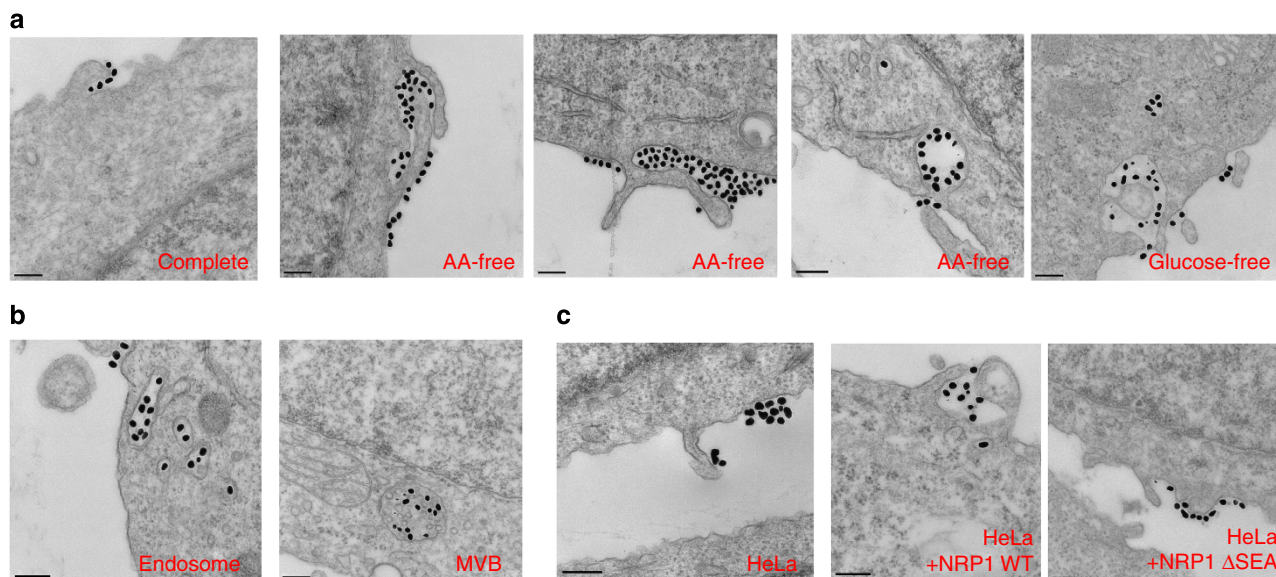 a
Complete
AA-free
AA-free
AA-free
Glucose-free
b
Endosome
MVB
c
HeLa
HeLa
+NRP1 WT
HeLa
+NRP1 ΔSEA